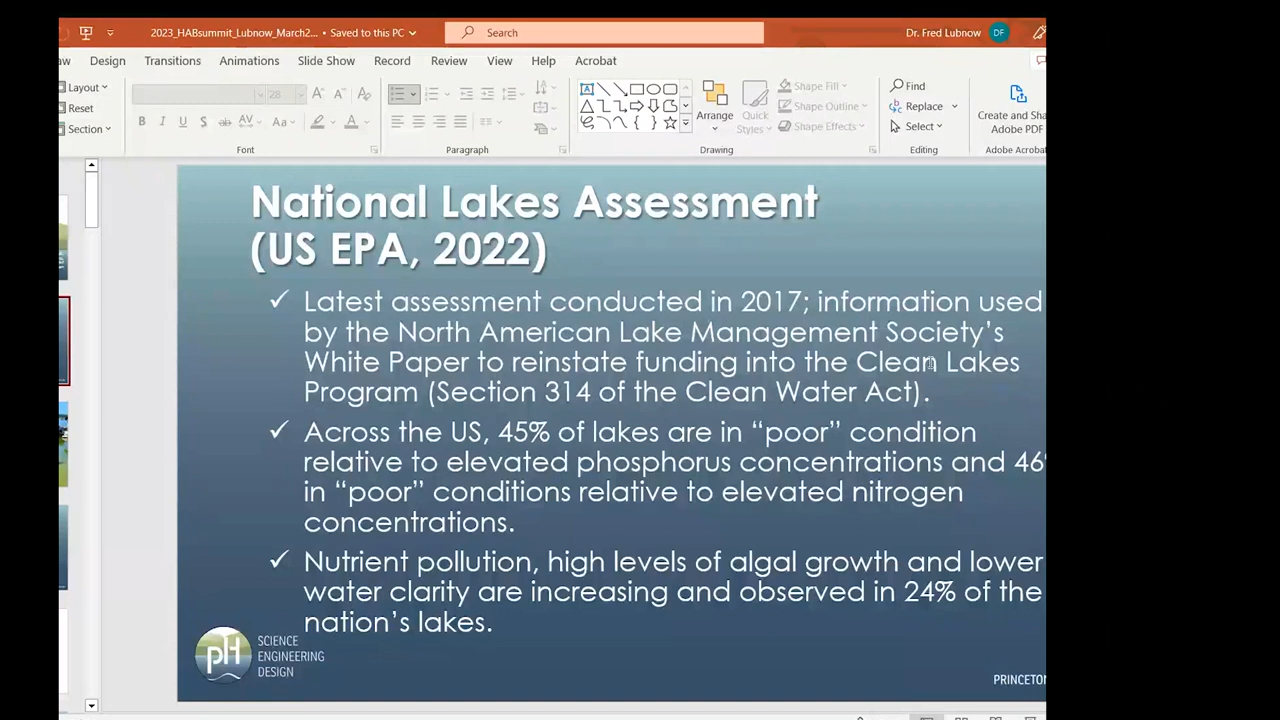 2023_HABsummit_Lubnow_March2... • Saved to this PC
Search
Dr. Fred Lubnow
DF
aw
Design
Transitions
Animations
Slide Show
Record
Review
View
Help
Acrobat
Layout
Reset
Section
28
Font
Paragraph
Shape Fill
Shape Outline
Shape Effects
Arrange
Quick
Styles
Drawing
Find
Replace
Select
Editing
Create and Sha
Adobe PDF
Adobe Acroba
National Lakes Assessment
(US EPA, 2022)
✓ Latest assessment conducted in 2017; information used
by the North American Lake Management Society’s
White Paper to reinstate funding into the Clean Lakes
Program (Section 314 of the Clean Water Act).
✓ Across the US, 45% of lakes are in “poor” condition
relative to elevated phosphorus concentrations and 46%
in “poor” conditions relative to elevated nitrogen
concentrations.
✓ Nutrient pollution, high levels of algal growth and lower
water clarity are increasing and observed in 24% of the
nation’s lakes.
pH
SCIENCE
ENGINEERING
DESIGN
PRINCETON